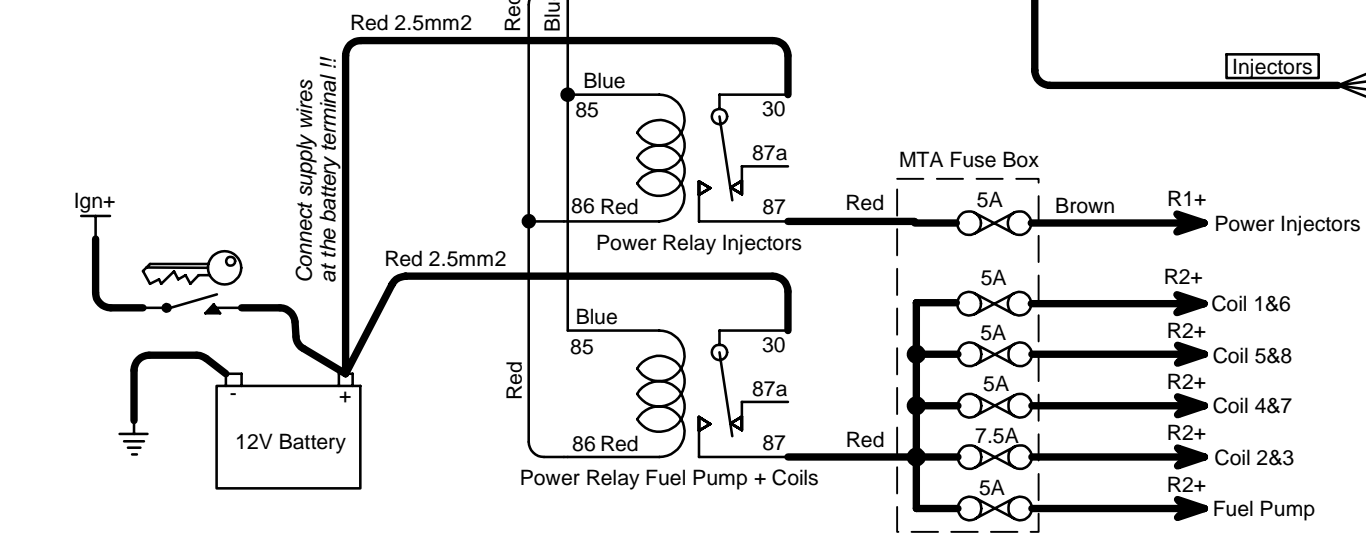 Red 2.5mm2
Red
Blu
Injectors
Connect supply wires
at the battery terminal !!
Blue
85
30
87a
86 Red
87
Power Relay Injectors
MTA Fuse Box
Red
5A
Brown
R1+
Power Injectors
Ign+
Red 2.5mm2
Blue
85
30
87a
Red
86 Red
87
Power Relay Fuel Pump + Coils
Red
5A
R2+
Coil 1&6
5A
R2+
Coil 5&8
5A
R2+
Coil 4&7
7.5A
R2+
Coil 2&3
5A
R2+
Fuel Pump
-
+
12V Battery